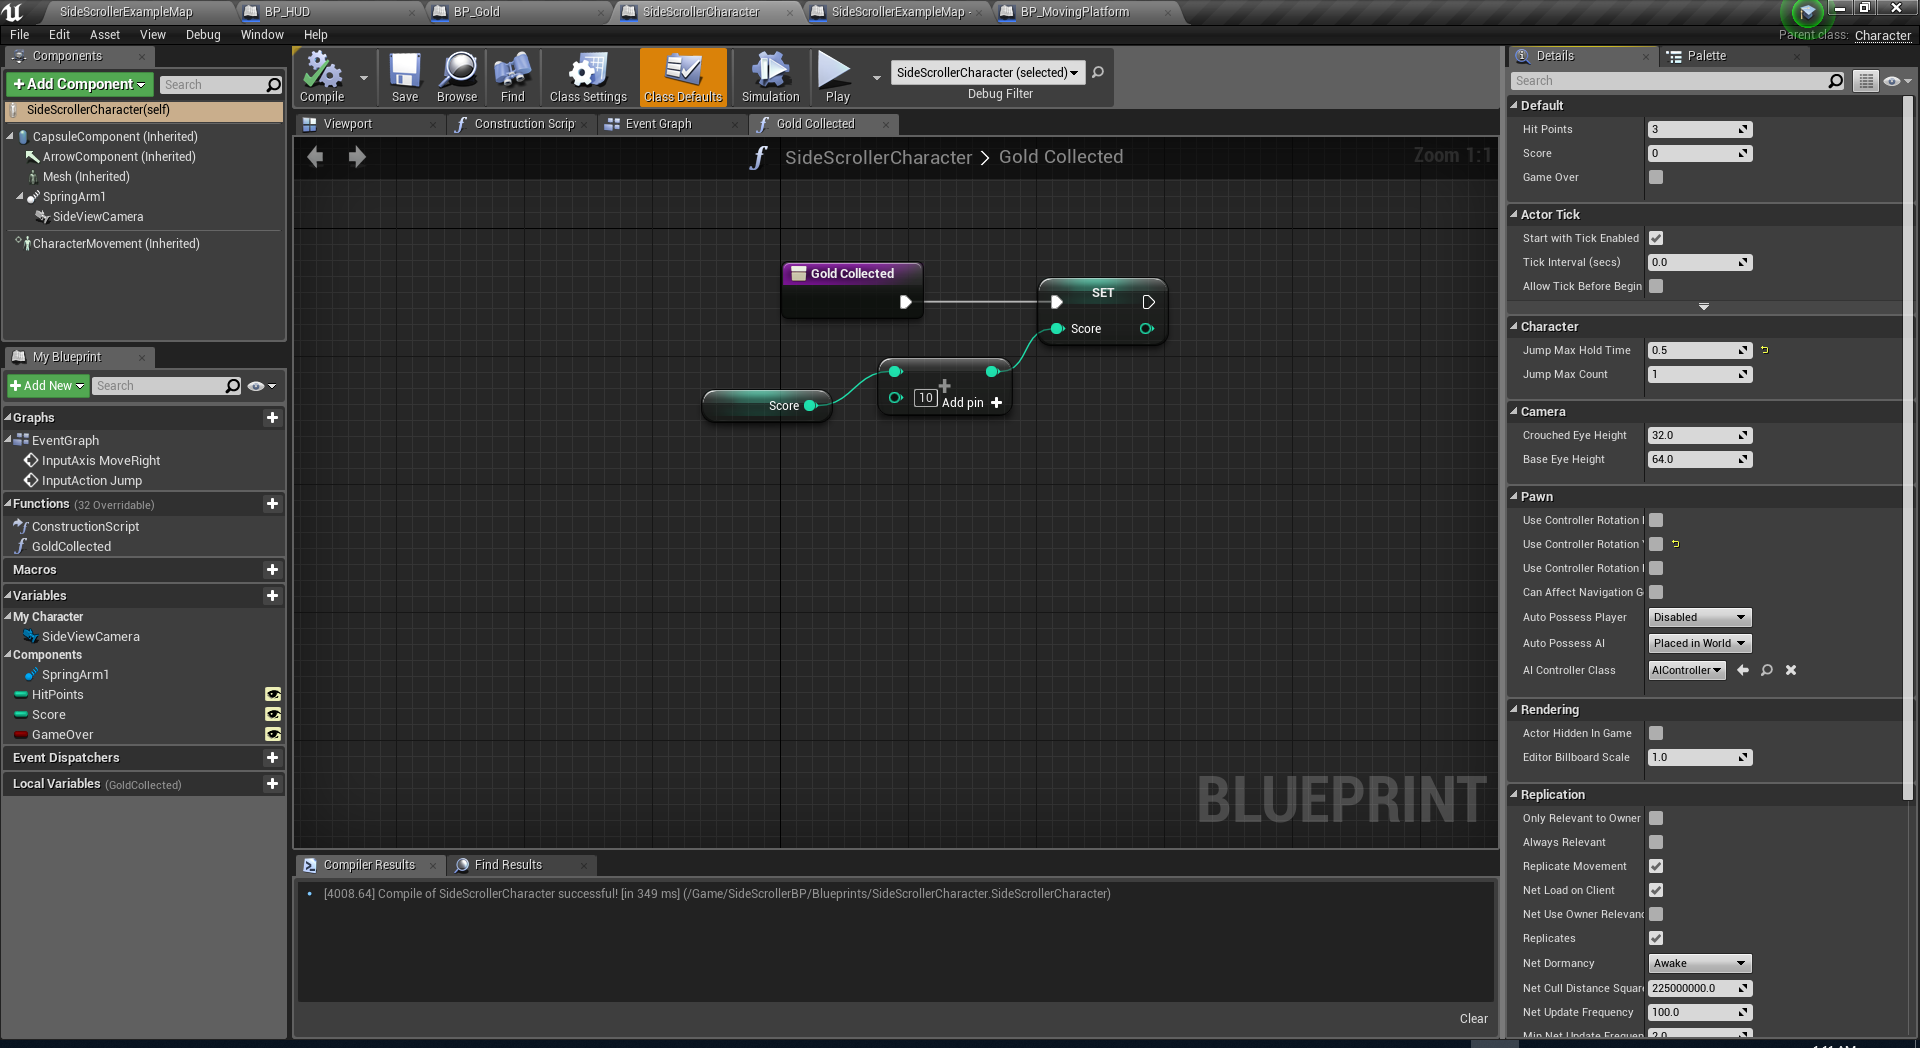 SideScrollerExampleMap
BP_HUD
BP_Gold
SideScrollerCharacter
SideScrollerExampleMap -
BP_MovingPlatform
File Edit Asset View Debug Window Help
Parent class: Character
Components
Add Component
Search
SideScrollerCharacter(self)
CapsuleComponent (Inherited)
ArrowComponent (Inherited)
Mesh (Inherited)
SpringArm1
SideViewCamera
CharacterMovement (Inherited)
My Blueprint
Add New
Search
Graphs
EventGraph
InputAxis MoveRight
InputAction Jump
Functions (32 Overridable)
ConstructionScript
GoldCollected
Macros
Variables
My Character
SideViewCamera
Components
SpringArm1
HitPoints
Score
GameOver
Event Dispatchers
Local Variables (GoldCollected)
Compile
Save
Browse
Find
Class Settings
Class Defaults
Simulation
Play
SideScrollerCharacter (selected)
Debug Filter
Viewport
Construction Scrip
Event Graph
Gold Collected
SideScrollerCharacter > Gold Collected
Zoom 1:1
Gold Collected
SET
Score
Score
10
Add pin
BLUEPRINT
Compiler Results
Find Results
[4008.64] Compile of SideScrollerCharacter successful! [in 349 ms] (/Game/SideScrollerBP/Blueprints/SideScrollerCharacter.SideScrollerCharacter)
Clear
Details
Palette
Search
Default
Hit Points 3
Score 0
Game Over
Actor Tick
Start with Tick Enabled
Tick Interval (secs) 0.0
Allow Tick Before Begin
Character
Jump Max Hold Time 0.5
Jump Max Count 1
Camera
Crouched Eye Height 32.0
Base Eye Height 64.0
Pawn
Use Controller Rotation
Use Controller Rotation
Use Controller Rotation
Can Affect Navigation G
Auto Possess Player Disabled
Auto Possess AI Placed in World
AI Controller Class AIController
Rendering
Actor Hidden In Game
Editor Billboard Scale 1.0
Replication
Only Relevant to Owner
Always Relevant
Replicate Movement
Net Load on Client
Net Use Owner Relevanc
Replicates
Net Dormancy Awake
Net Cull Distance Squar 225000000.0
Net Update Frequency 100.0
Min Net Update Frequen 2.0